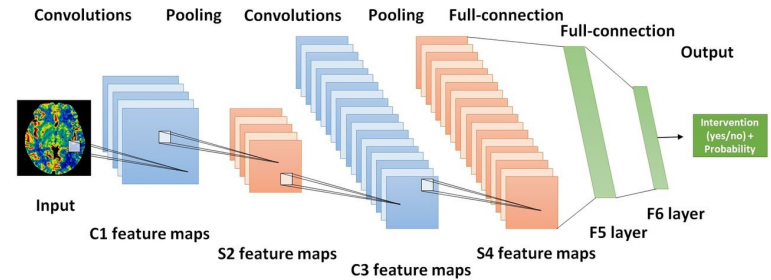 Convolutions
Pooling
Convolutions
Pooling
Full-connection
Full-connection
Output
Intervention
(yes/no) +
Probability
Input
C1 feature maps
S2 feature maps
C3 feature maps
S4 feature maps
F5 layer
F6 layer